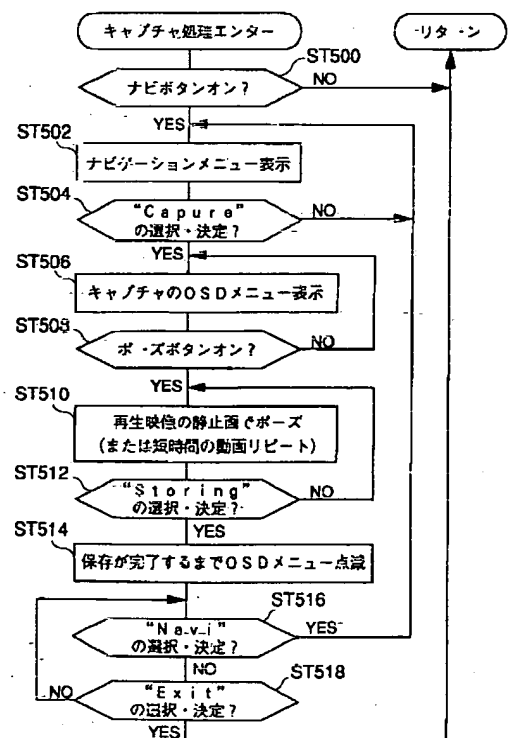 キャプチャ処理エンター
リターン
ST500
ナビボタンオン?
NO
YES
ST502
ナビゲーションメニュー表示
ST504
"Capure"
の選択・決定?
NO
YES
ST506
キャプチャのOSDメニュー表示
ST508
ポーズボタンオン?
NO
YES
ST510
再生映像の静止画でポーズ
(または短時間の動画リピート)
ST512
"Storing"
の選択・決定?
NO
YES
ST514
保存が完了するまでOSDメニュー点滅
ST516
"Navi"
の選択・決定?
YES
NO
ST518
"Exit"
の選択・決定?
NO
YES